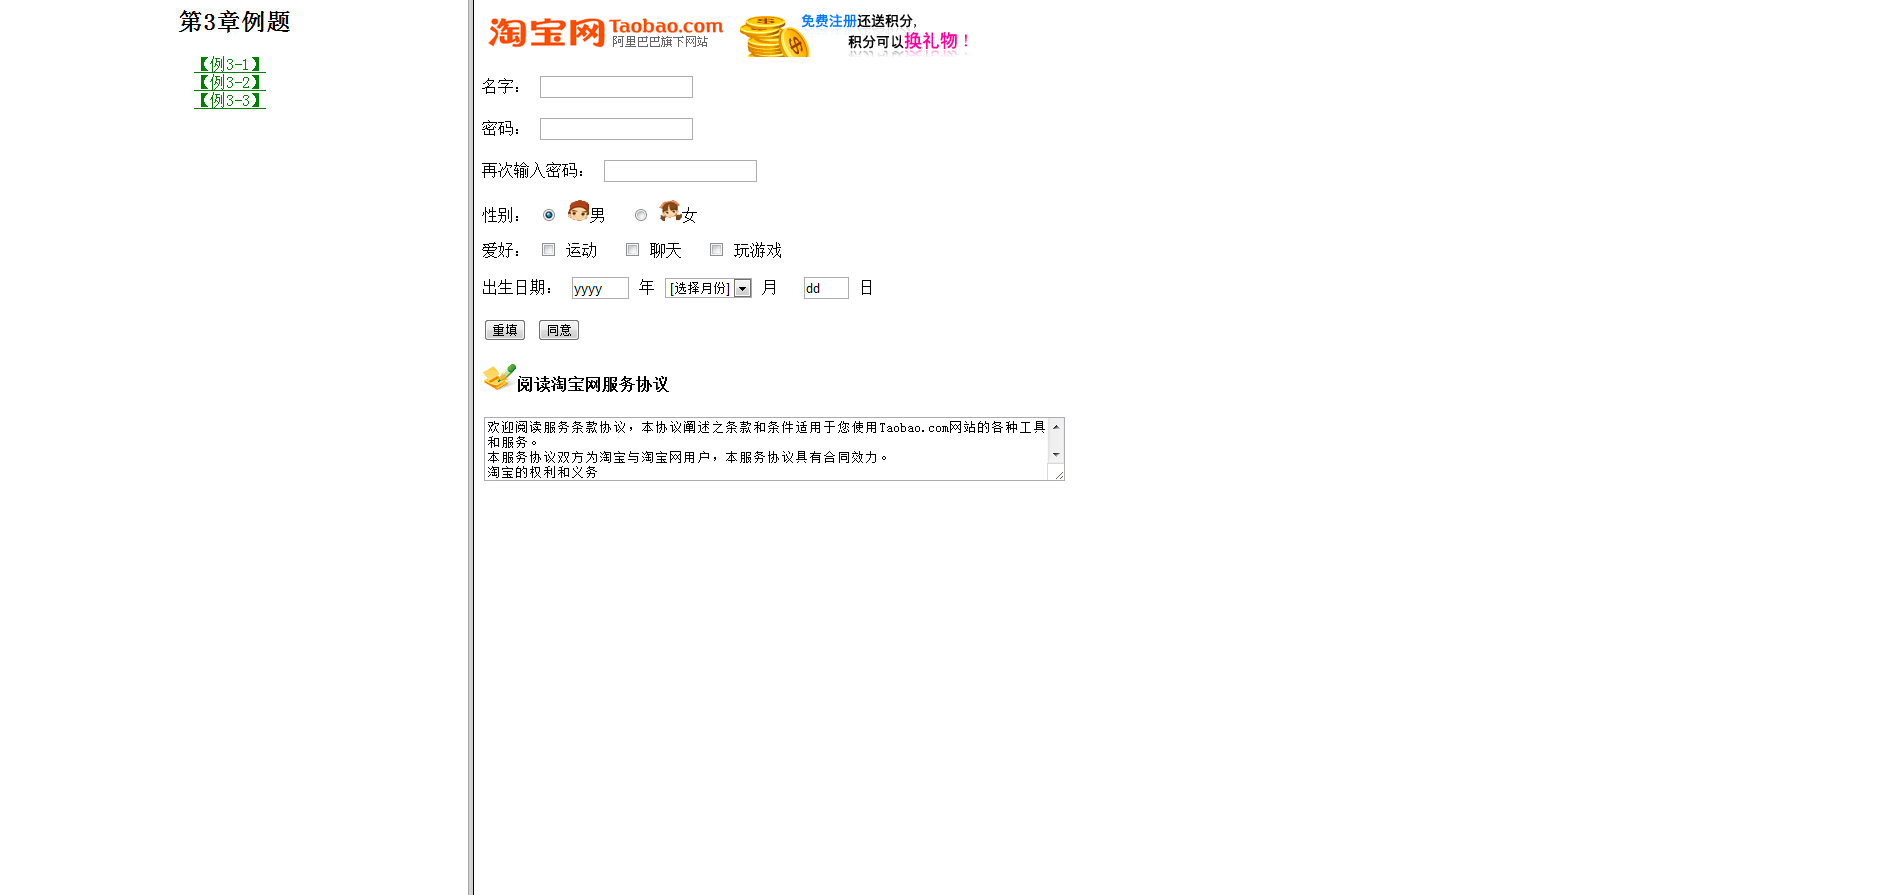 第3章例题
【例3-1】
【例3-2】
【例3-3】
淘宝网 Taobao.com
阿里巴巴旗下网站
免费注册还送积分,
积分可以换礼物！
名字：
密码：
再次输入密码：
性别： 男 女
爱好： 运动 聊天 玩游戏
出生日期： yyyy 年 [选择月份] 月 dd 日
重填 同意
阅读淘宝网服务协议
欢迎阅读服务条款协议，本协议阐述之条款和条件适用于您使用Taobao.com网站的各种工具
和服务。
本服务协议双方为淘宝与淘宝网用户，本服务协议具有合同效力。
淘宝的权利和义务